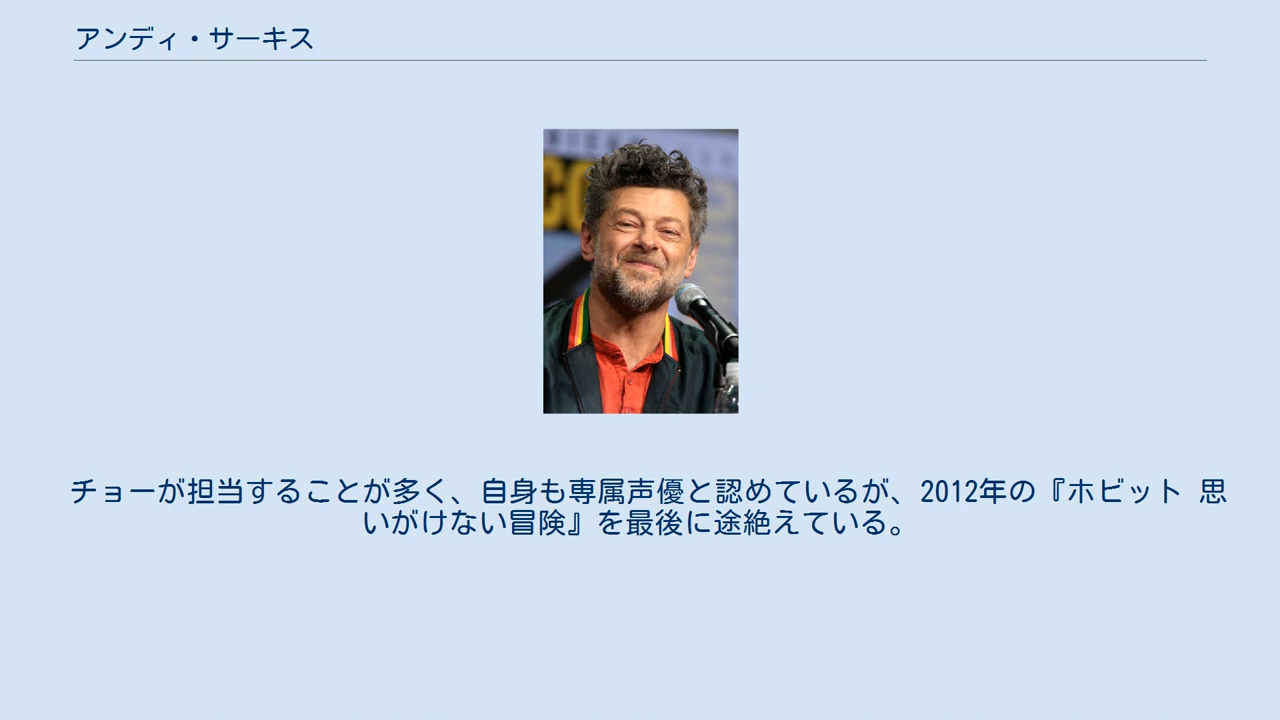 アンディ・サーキス
チョーが担当することが多く、自身も専属声優と認めているが、2012年の『ホビット 思
いがけない冒険』を最後に途絶えている。